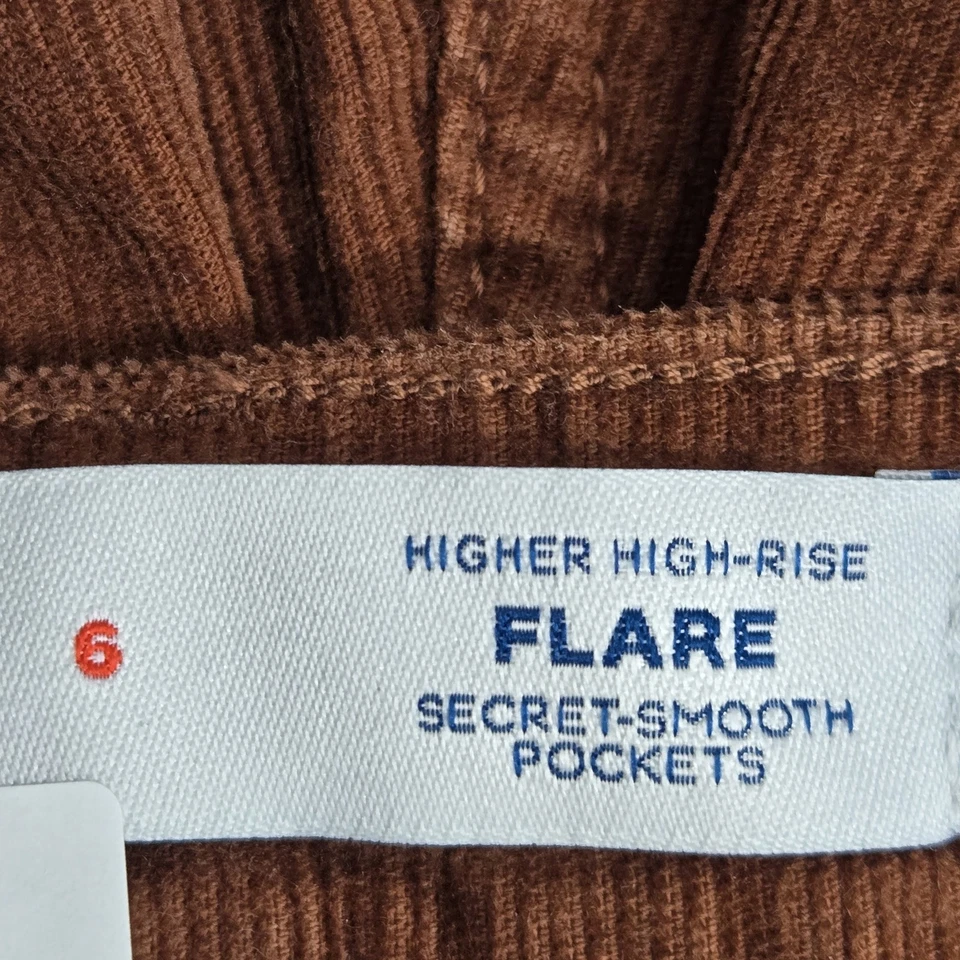 6
HIGHER HIGH-RISE
FLARE
SECRET-SMOOTH
POCKETS